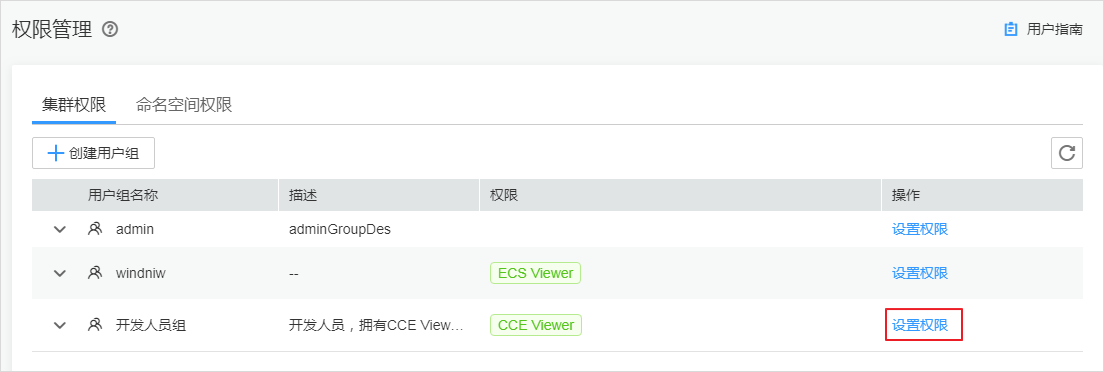 权限管理 用户指南
集群权限 命名空间权限
创建用户组
用户组名称 描述 权限 操作
admin adminGroupDes 设置权限
windniw -- ECS Viewer 设置权限
开发人员组 开发人员，拥有CCE View… CCE Viewer 设置权限